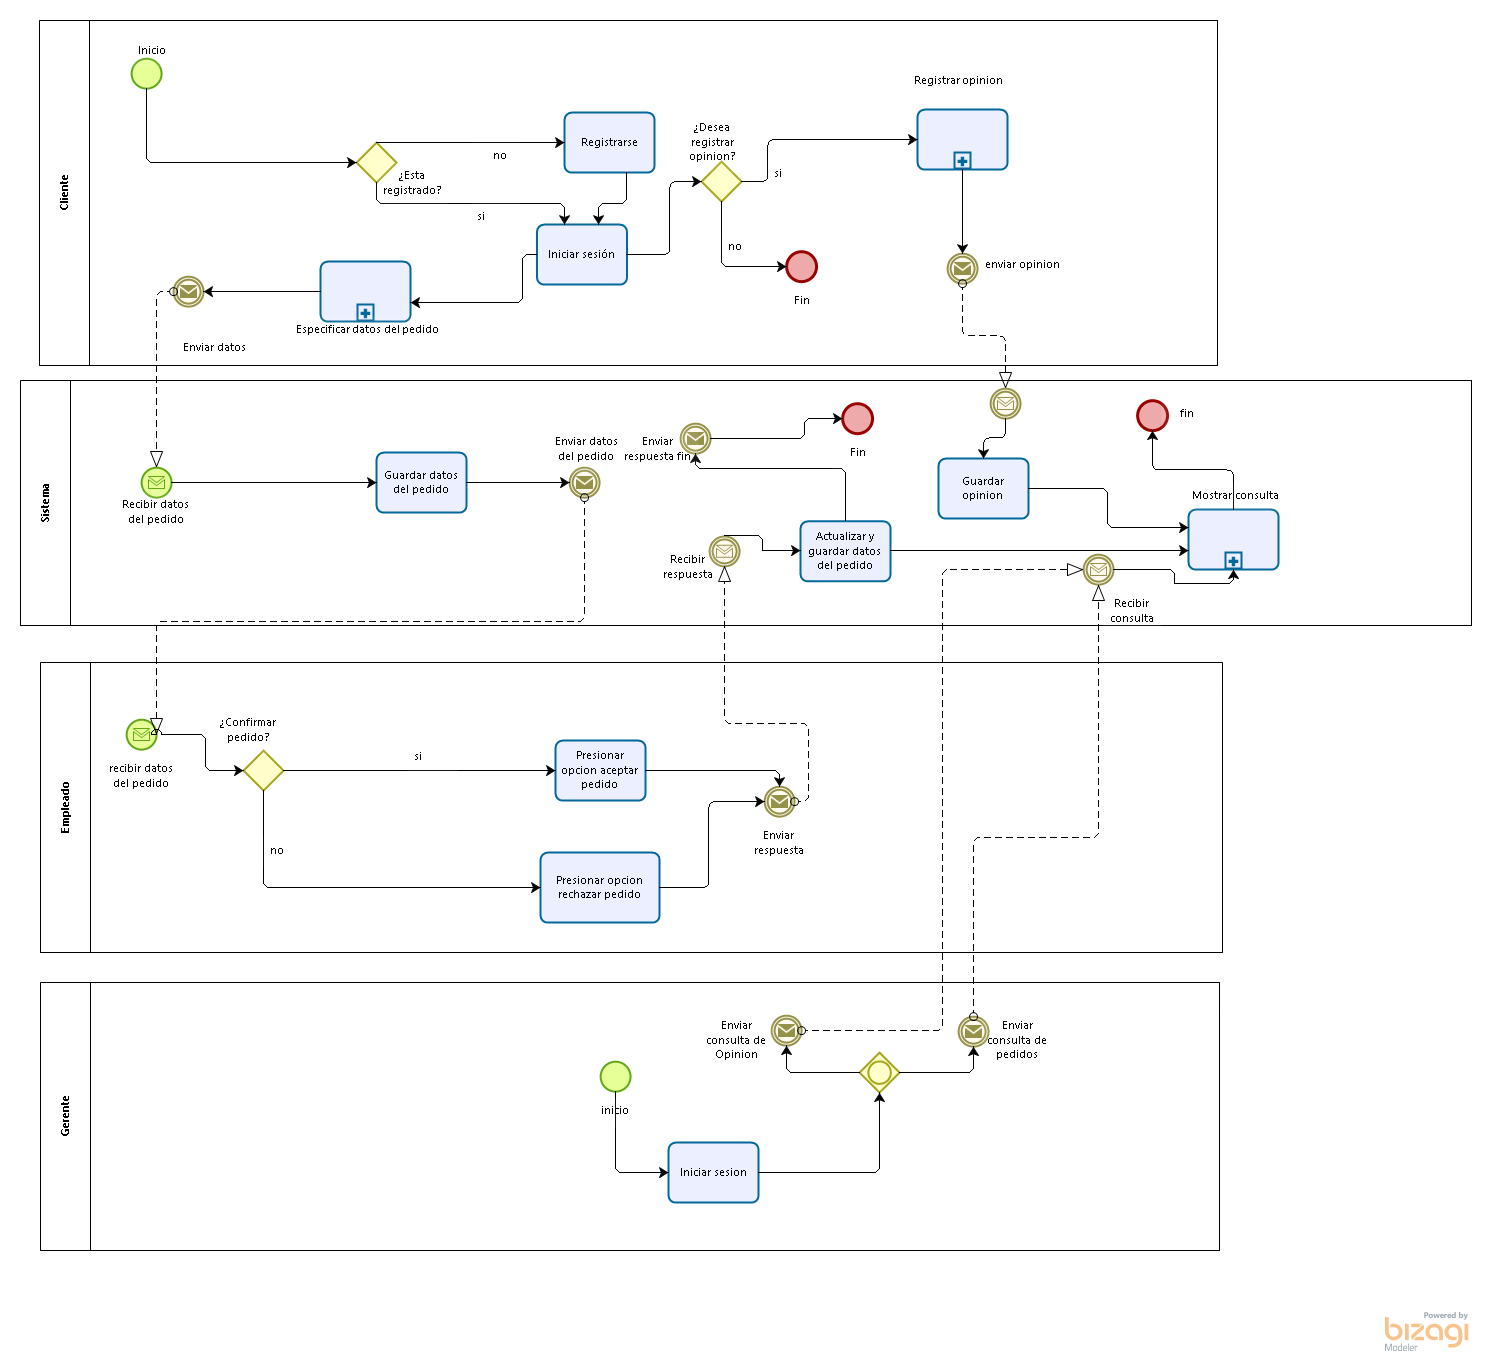 Cliente
Inicio
¿Esta
registrado?
no
si
Registrarse
Iniciar sesión
¿Desea
registrar
opinion?
si
no
Fin
Registrar opinion
enviar opinion
Especificar datos del pedido
Enviar datos
Sistema
Recibir datos
del pedido
Guardar datos
del pedido
Enviar datos
del pedido
Enviar
respuesta fin
Fin
Recibir
respuesta
Actualizar y
guardar datos
del pedido
Guardar
opinion
fin
Mostrar consulta
Recibir
consulta
Empleado
recibir datos
del pedido
¿Confirmar
pedido?
si
no
Presionar
opcion aceptar
pedido
Presionar opcion
rechazar pedido
Enviar
respuesta
Gerente
inicio
Iniciar sesion
Enviar
consulta de
Opinion
Enviar
consulta de
pedidos
Powered by
bizagi
Modeler